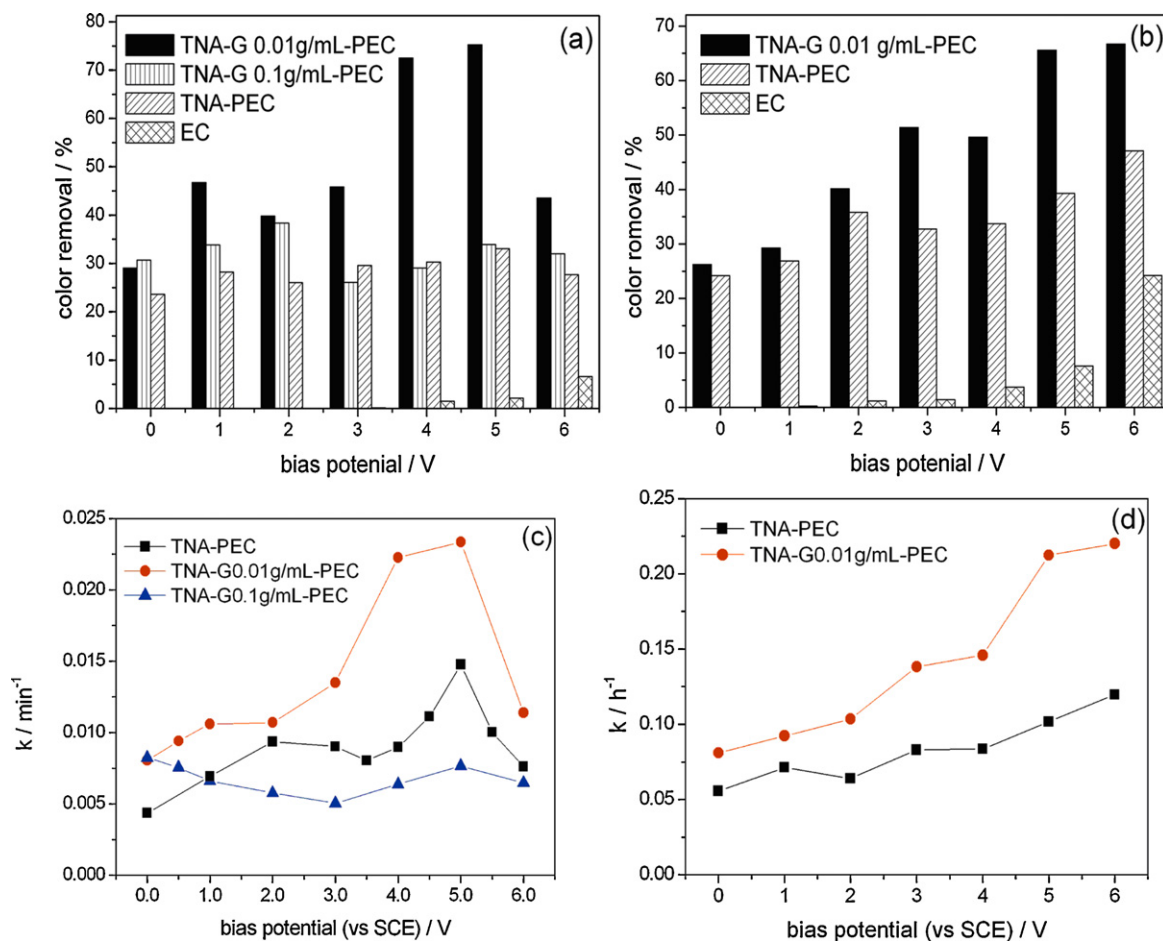 (a)
TNA-G 0.01g/mL-PEC
TNA-G 0.1g/mL-PEC
TNA-PEC
EC
color removal / %
80
70
60
50
40
30
20
10
0
0 1 2 3 4 5 6
bias potenial / V
(b)
TNA-G 0.01 g/mL-PEC
TNA-PEC
EC
color romoval / %
70
60
50
40
30
20
10
0
0 1 2 3 4 5 6
bias potential / V
(c)
TNA-PEC
TNA-G0.01g/mL-PEC
TNA-G0.1g/mL-PEC
k / min-1
0.025
0.020
0.015
0.010
0.005
0.000
0.0 1.0 2.0 3.0 4.0 5.0 6.0
bias potential (vs SCE) / V
(d)
TNA-PEC
TNA-G0.01g/mL-PEC
k / h-1
0.25
0.20
0.15
0.10
0.05
0.00
0 1 2 3 4 5 6
bias potential (vs SCE) / V